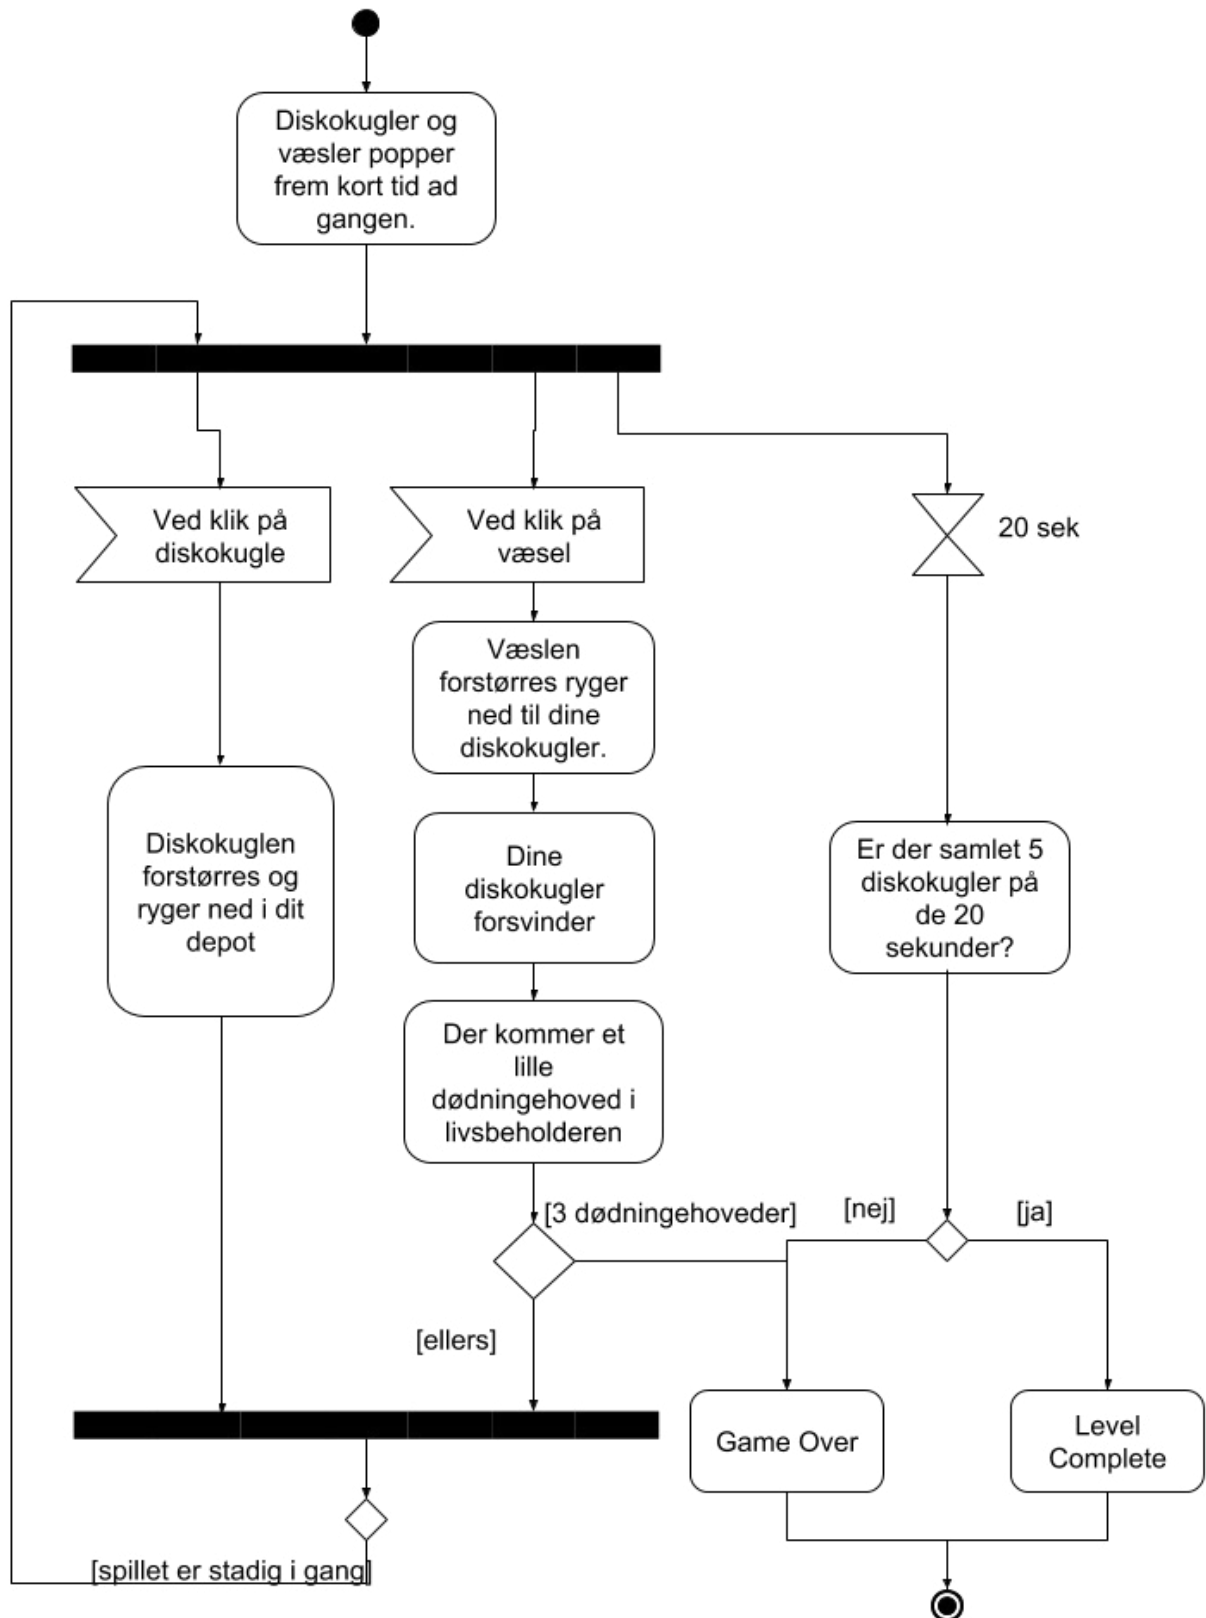 Diskokugler og
væsler popper
frem kort tid ad
gangen.
Ved klik på
diskokugle
Ved klik på
væsel
20 sek
Væslen
forstørres ryger
ned til dine
diskokugler.
Diskokuglen
forstørres og
ryger ned i dit
depot
Dine
diskokugler
forsvinder
Er der samlet 5
diskokugler på
de 20
sekunder?
Der kommer et
lille
dødningehoved i
livsbeholderen
[3 dødningehoveder]
[nej]
[ja]
[ellers]
Game Over
Level
Complete
[spillet er stadig i gang]